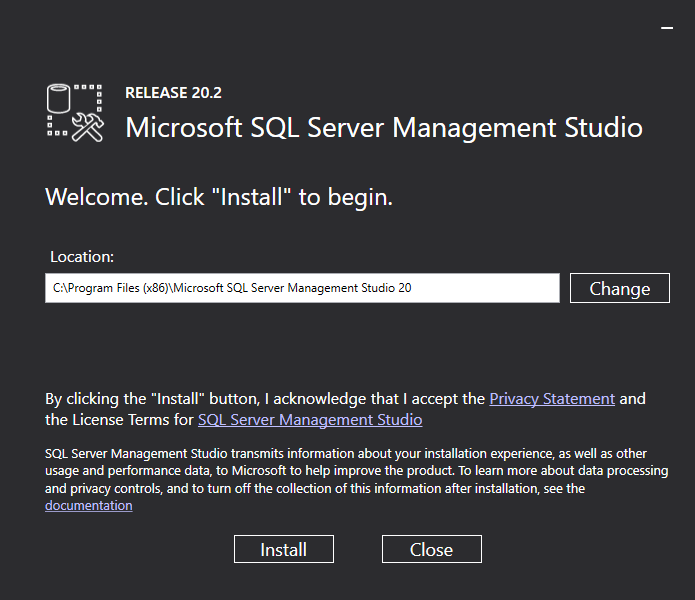 RELEASE 20.2
Microsoft SQL Server Management Studio
Welcome. Click "Install" to begin.
Location:
C:\Program Files (x86)\Microsoft SQL Server Management Studio 20
Change
By clicking the "Install" button, I acknowledge that I accept the Privacy Statement and
the License Terms for SQL Server Management Studio
SQL Server Management Studio transmits information about your installation experience, as well as other
usage and performance data, to Microsoft to help improve the product. To learn more about data processing
and privacy controls, and to turn off the collection of this information after installation, see the
documentation
Install
Close